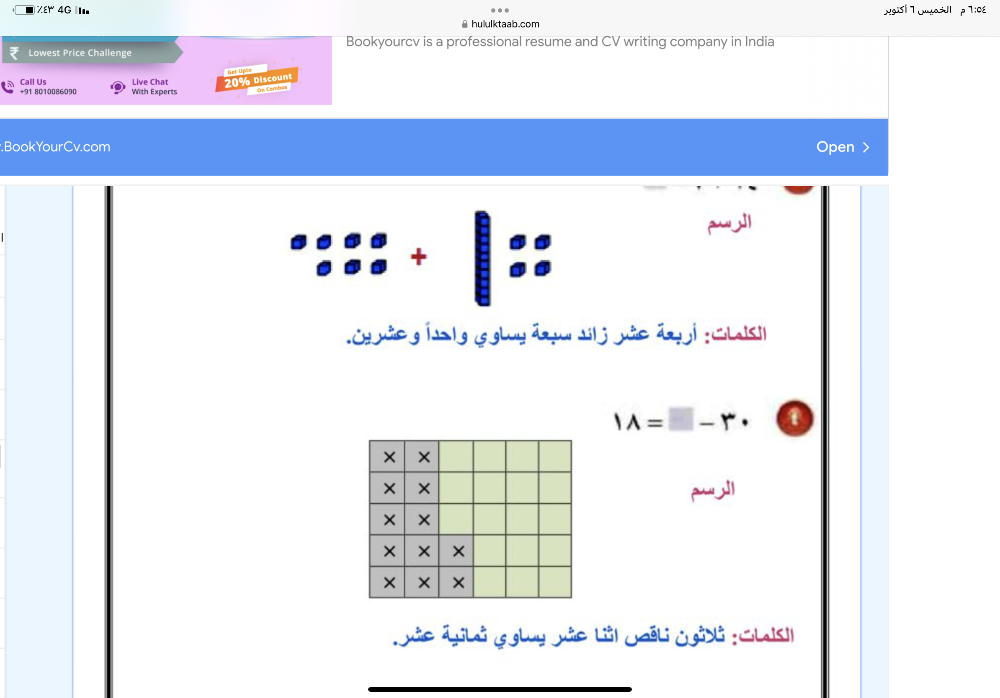 ٦:٥٤ م الخميس ٦ أكتوبر
٪٤٣ 4G
hululktaab.com
Bookyourcv is a professional resume and CV writing company in India
₹ Lowest Price Challenge
Get Upto
20% Discount
On Combos
Call Us
+91 8010086090
Live Chat
With Experts
.BookYourCv.com
Open >
الرسم
+
الكلمات: أربعة عشر زائد سبعة يساوي واحداً وعشرين.
٤
٣٠ – = ١٨
الرسم
× ×
× ×
× ×
× × ×
× × ×
الكلمات: ثلاثون ناقص اثنا عشر يساوي ثمانية عشر.